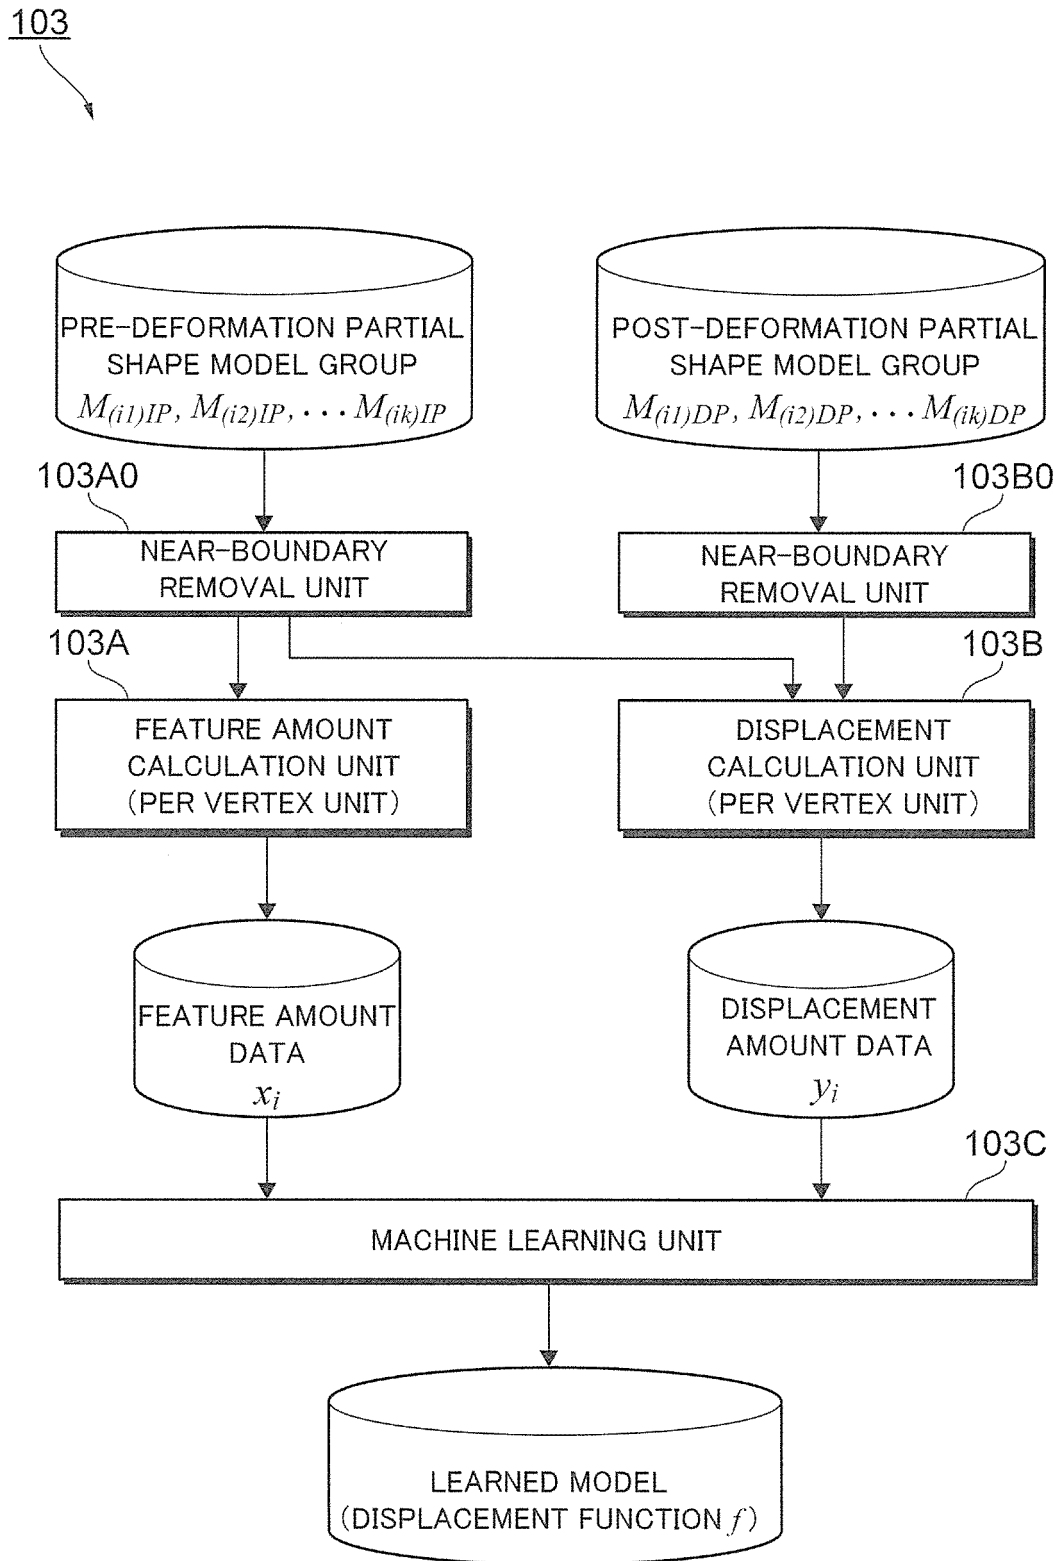 103
PRE-DEFORMATION PARTIAL
SHAPE MODEL GROUP
M(i1)IP, M(i2)IP, ... M(ik)IP
POST-DEFORMATION PARTIAL
SHAPE MODEL GROUP
M(i1)DP, M(i2)DP, ... M(ik)DP
103A0
NEAR-BOUNDARY
REMOVAL UNIT
103B0
NEAR-BOUNDARY
REMOVAL UNIT
103A
FEATURE AMOUNT
CALCULATION UNIT
(PER VERTEX UNIT)
103B
DISPLACEMENT
CALCULATION UNIT
(PER VERTEX UNIT)
FEATURE AMOUNT
DATA
xi
DISPLACEMENT
AMOUNT DATA
yi
103C
MACHINE LEARNING UNIT
LEARNED MODEL
(DISPLACEMENT FUNCTION f)